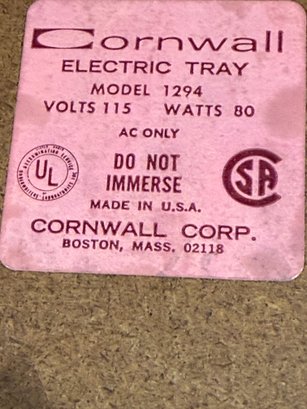 Cornwall
ELECTRIC TRAY
MODEL 1294
VOLTS 115 WATTS 80
AC ONLY
UL
DO NOT
IMMERSE
CSA
MADE IN U.S.A.
CORNWALL CORP.
BOSTON, MASS. 02118